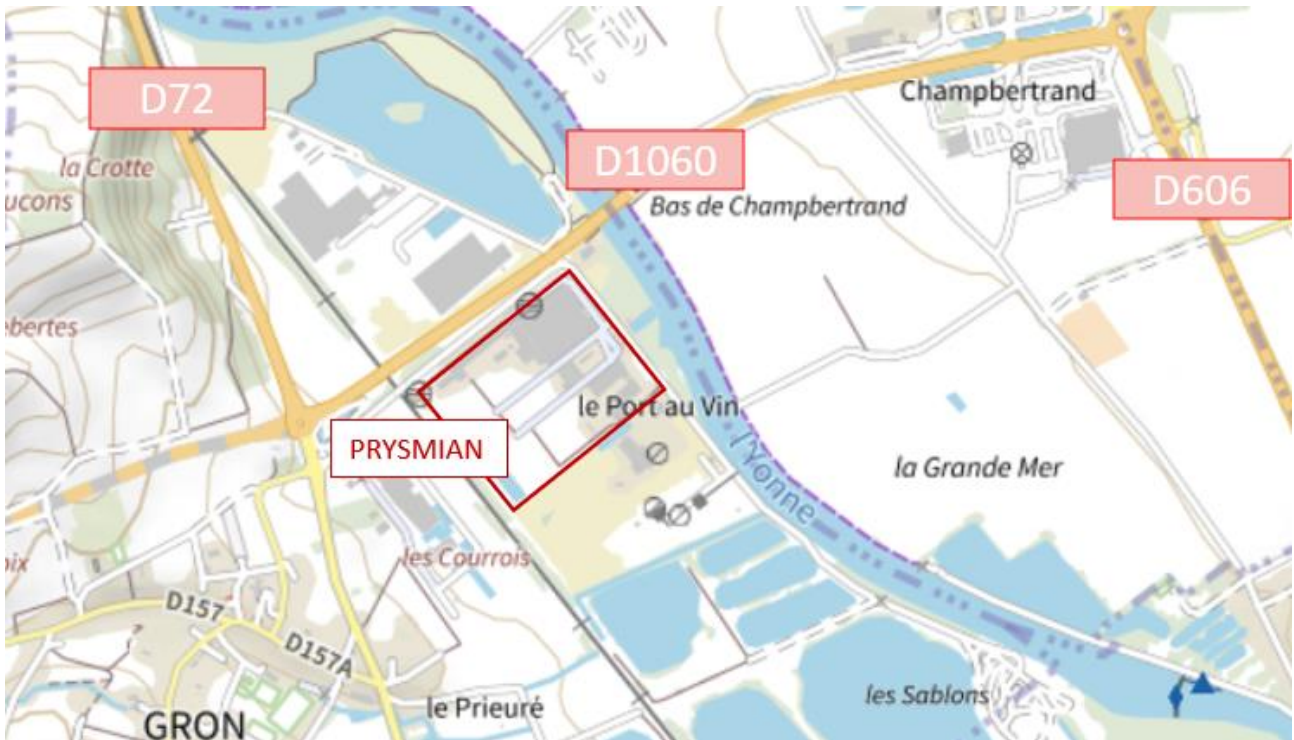 D72
Champbertrand
D1060
la Crotte
D606
ucons
Bas de Champbertrand
ebertes
le Port au Vin
PRYSMIAN
l'Yonne
la Grande Mer
les Courrois
oix
D157
D157A
les Sablons
le Prieuré
GRON